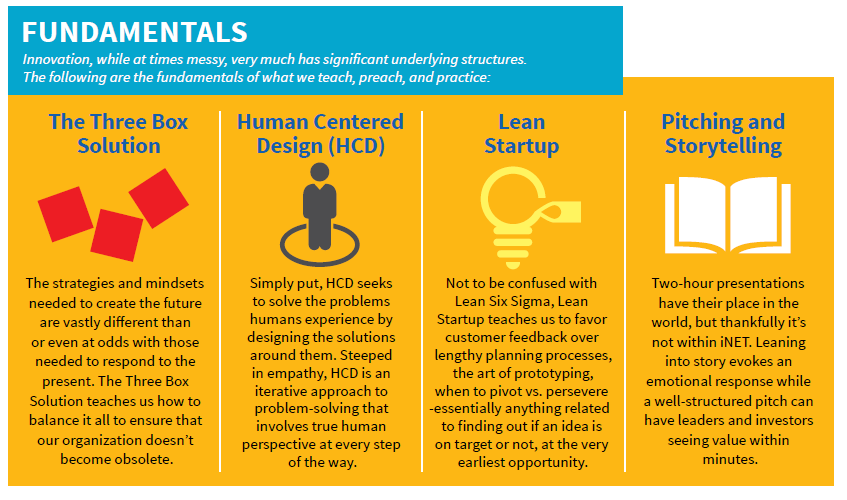 FUNDAMENTALS
Innovation, while at times messy, very much has significant underlying structures.
The following are the fundamentals of what we teach, preach, and practice:
The Three Box
Solution
The strategies and mindsets
needed to create the future
are vastly different than
or even at odds with those
needed to respond to the
present. The Three Box
Solution teaches us how to
balance it all to ensure that
our organization doesn't
become obsolete.
Human Centered
Design (HCD)
Simply put, HCD seeks
to solve the problems
humans experience by
designing the solutions
around them. Steeped
in empathy, HCD is an
iterative approach to
problem-solving that
involves true human
perspective at every step
of the way.
Lean
Startup
Not to be confused with
Lean Six Sigma, Lean
Startup teaches us to favor
customer feedback over
lengthy planning processes,
the art of prototyping,
when to pivot vs. persevere
-essentially anything related
to finding out if an idea is
on target or not, at the very
earliest opportunity.
Pitching and
Storytelling
Two-hour presentations
have their place in the
world, but thankfully it's
not within iNET. Leaning
into story evokes an
emotional response while
a well-structured pitch can
have leaders and investors
seeing value within
minutes.